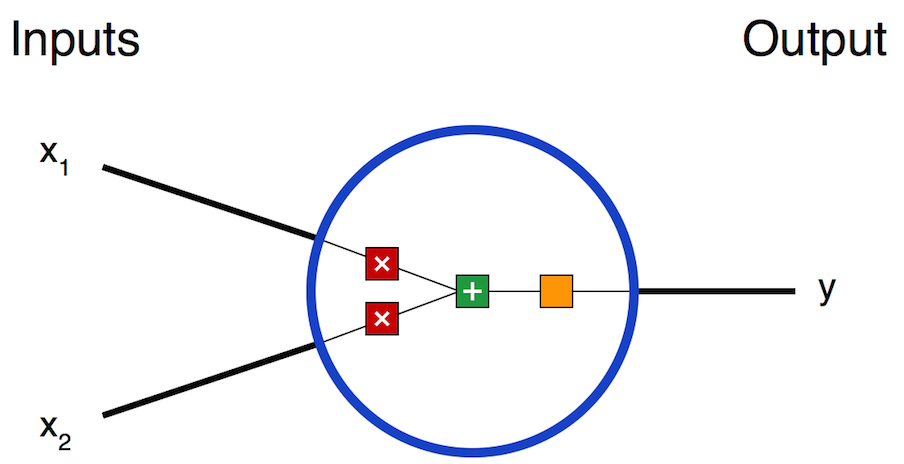 Inputs
Output
x₁
×
+
y
×
x₂